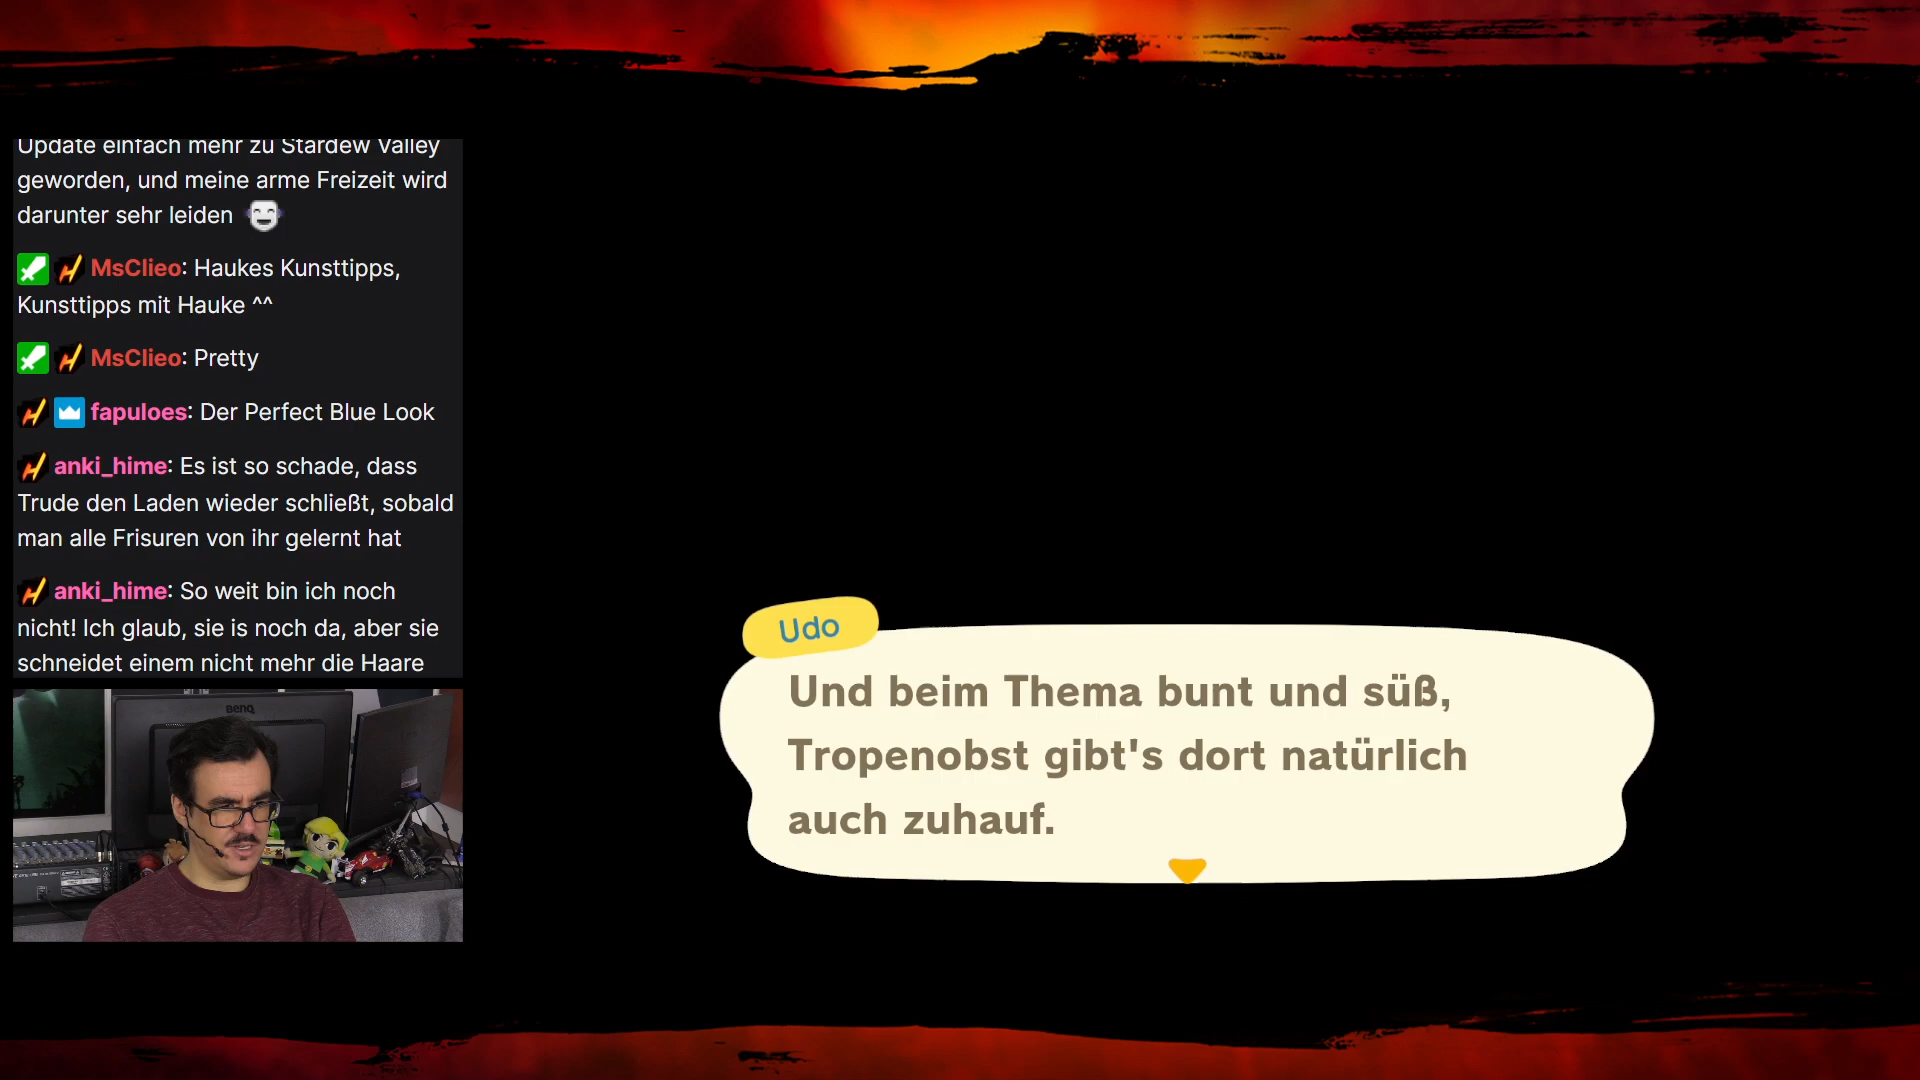 Update einfach mehr zu Stardew Valley
geworden, und meine arme Freizeit wird
darunter sehr leiden
MsClieo: Haukes Kunsttipps,
Kunsttipps mit Hauke ^^
MsClieo: Pretty
fapuloes: Der Perfect Blue Look
anki_hime: Es ist so schade, dass
Trude den Laden wieder schließt, sobald
man alle Frisuren von ihr gelernt hat
anki_hime: So weit bin ich noch
nicht! Ich glaub, sie is noch da, aber sie
schneidet einem nicht mehr die Haare
BenQ
Udo
Und beim Thema bunt und süß,
Tropenobst gibt's dort natürlich
auch zuhauf.